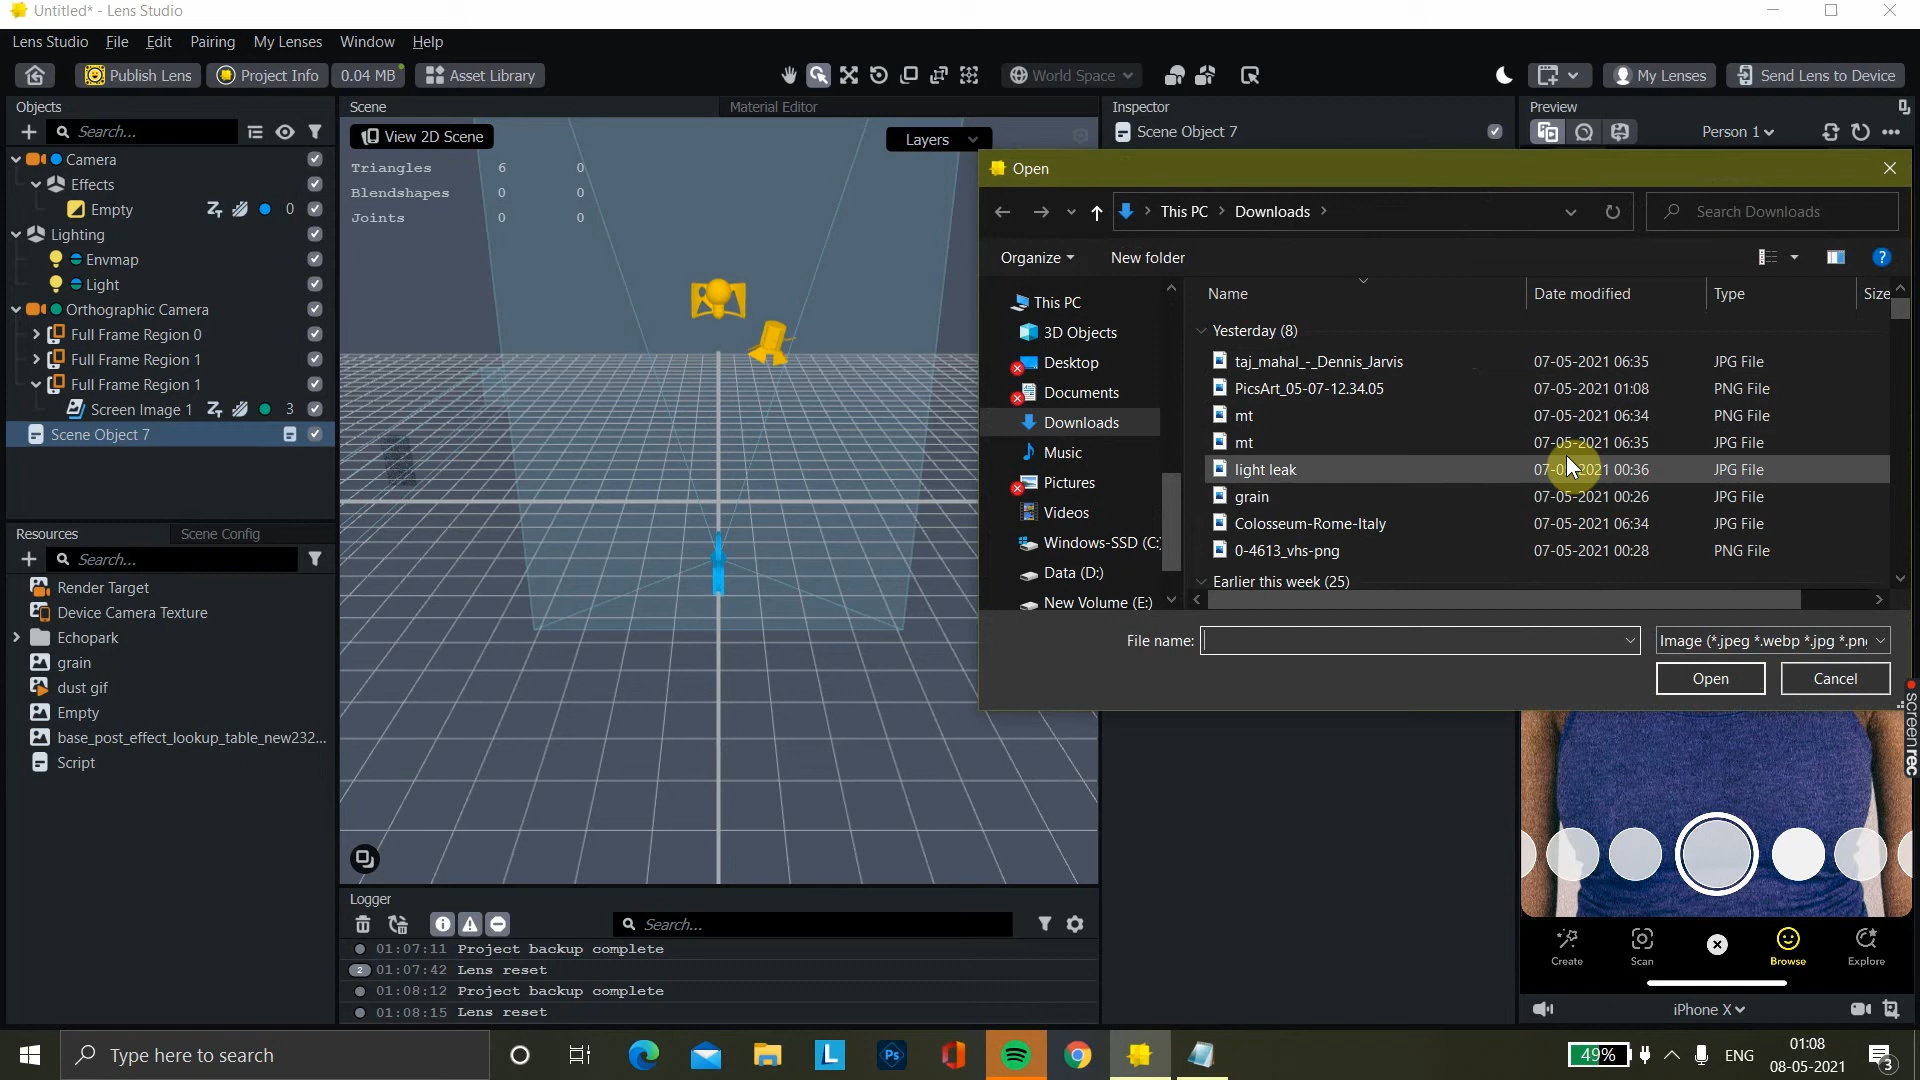 Untitled* - Lens Studio
Lens Studio File Edit Pairing My Lenses Window Help
Publish Lens Project Info 0.04 MB Asset Library World Space My Lenses Send Lens to Device
Objects Scene Material Editor Inspector Preview
Search... View 2D Scene Layers Scene Object 7 Person 1
Camera
Effects
Empty 0
Lighting
Envmap
Light
Orthographic Camera
Full Frame Region 0
Full Frame Region 1
Full Frame Region 1
Screen Image 1 3
Scene Object 7
Triangles 6 0
Blendshapes 0 0
Joints 0 0
Open
This PC Downloads Search Downloads
Organize New folder
This PC
3D Objects
Desktop
Documents
Downloads
Music
Pictures
Videos
Windows-SSD (C:
Data (D:)
New Volume (E:)
Name Date modified Type Size
Yesterday (8)
taj_mahal_-_Dennis_Jarvis 07-05-2021 06:35 JPG File
PicsArt_05-07-12.34.05 07-05-2021 01:08 PNG File
mt 07-05-2021 06:34 PNG File
mt 07-05-2021 06:35 JPG File
light leak 07-05-2021 00:36 JPG File
grain 07-05-2021 00:26 JPG File
Colosseum-Rome-Italy 07-05-2021 06:34 JPG File
0-4613_vhs-png 07-05-2021 00:28 PNG File
Earlier this week (25)
File name: Image (*.jpeg *.webp *.jpg *.pn
Open Cancel
Resources Scene Config
Search...
Render Target
Device Camera Texture
Echopark
grain
dust gif
Empty
base_post_effect_lookup_table_new232...
Script
screenrec
Logger
Search...
01:07:11 Project backup complete
2 01:07:42 Lens reset
01:08:12 Project backup complete
01:08:15 Lens reset
Create Scan Browse Explore
iPhone X
Type here to search
L Ps
49% ENG 01:08
08-05-2021
3